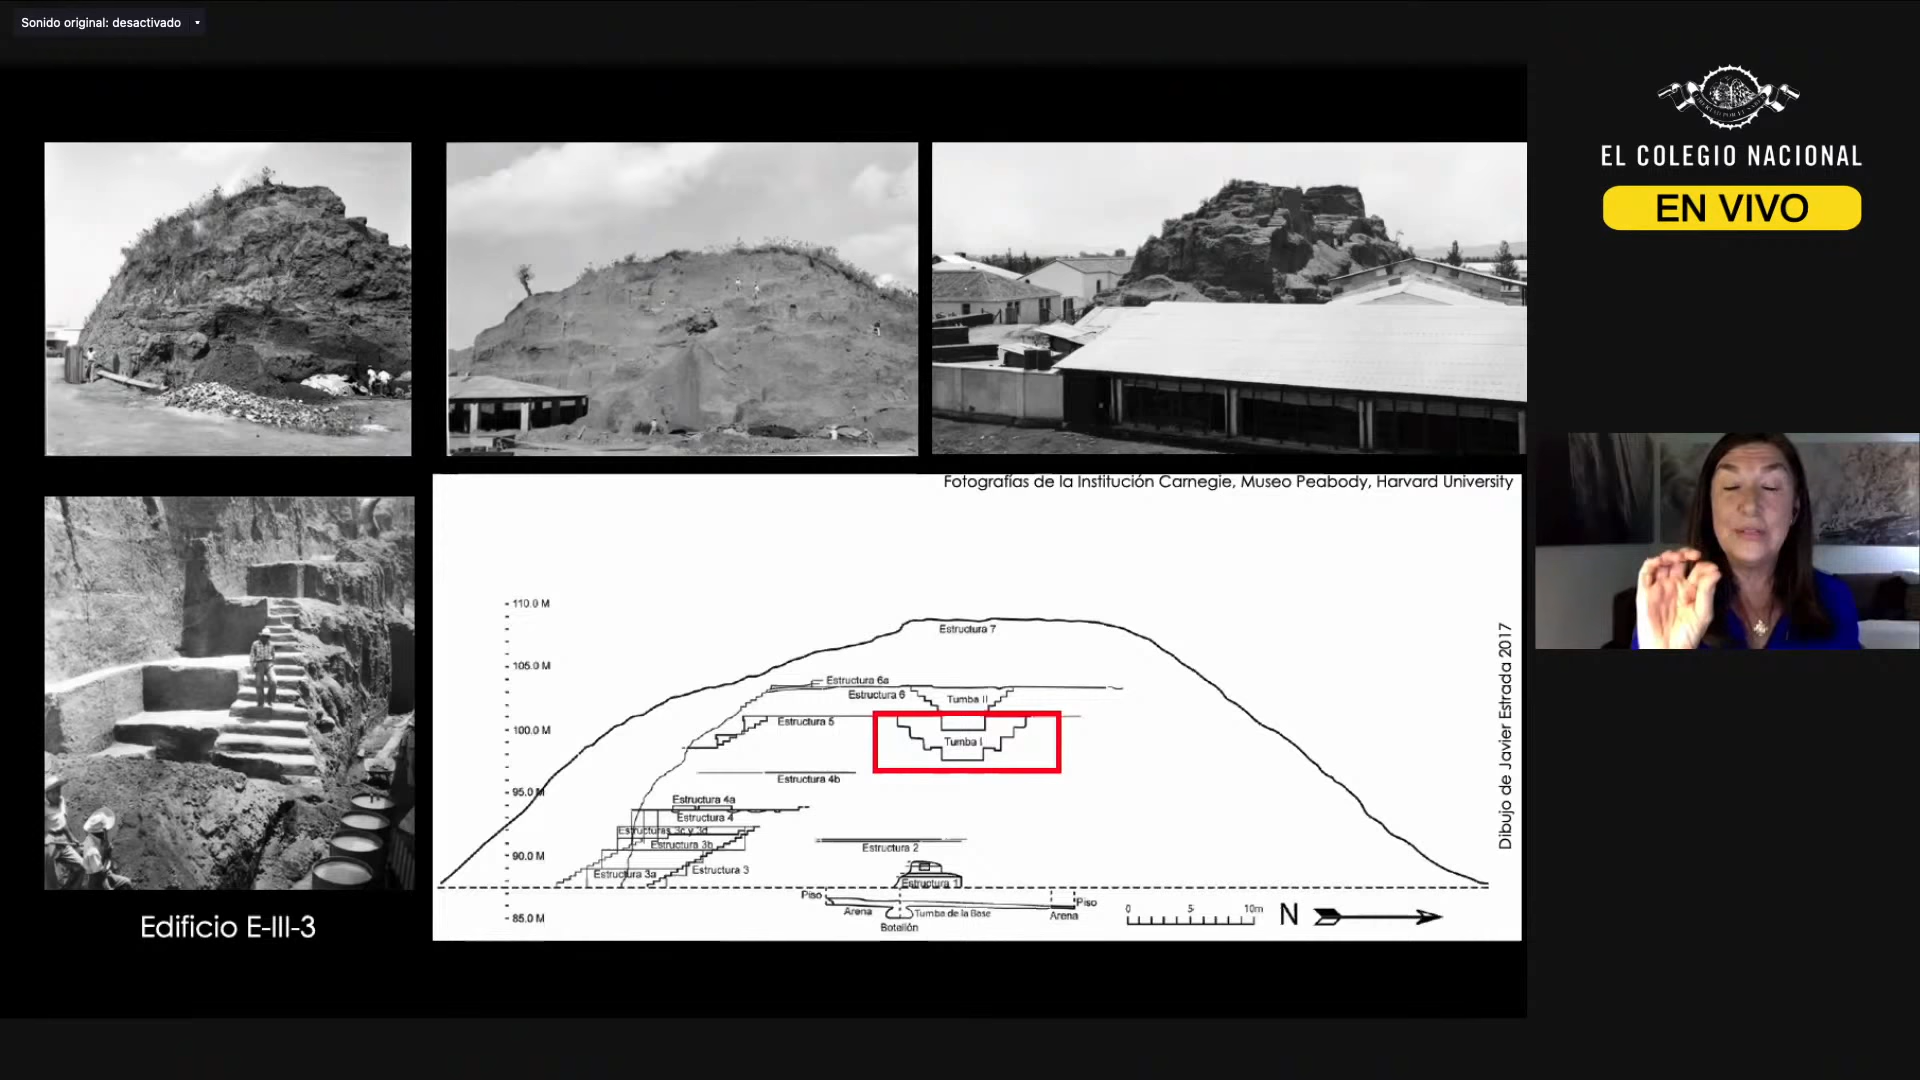 Sonido original: desactivado
EL COLEGIO NACIONAL
EN VIVO
Fotografías de la Institución Carnegie, Museo Peabody, Harvard University
110.0 M
Estructura 7
105.0 M
Estructura 6a
Estructura 6
Tumba II
Estructura 5
100.0 M
Tumba I
Estructura 4b
95.0 M
Estructura 4a
Estructura 4
Estructuras 3c y 3d
Estructura 3b
Estructura 2
90.0 M
Estructura 3a
Estructura 3
Estructura 1
Piso
Piso
Arena
Tumba de la Base
Arena
85.0 M
Botellón
0 5 10m
N
Dibujo de Javier Estrada 2017
Edificio E-III-3